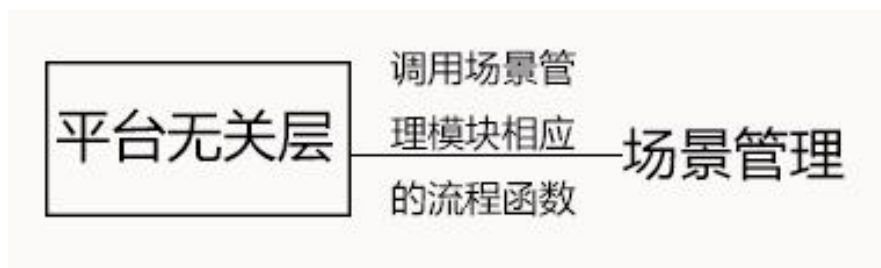 平台无关层
调用场景管
理模块相应
的流程函数
场景管理